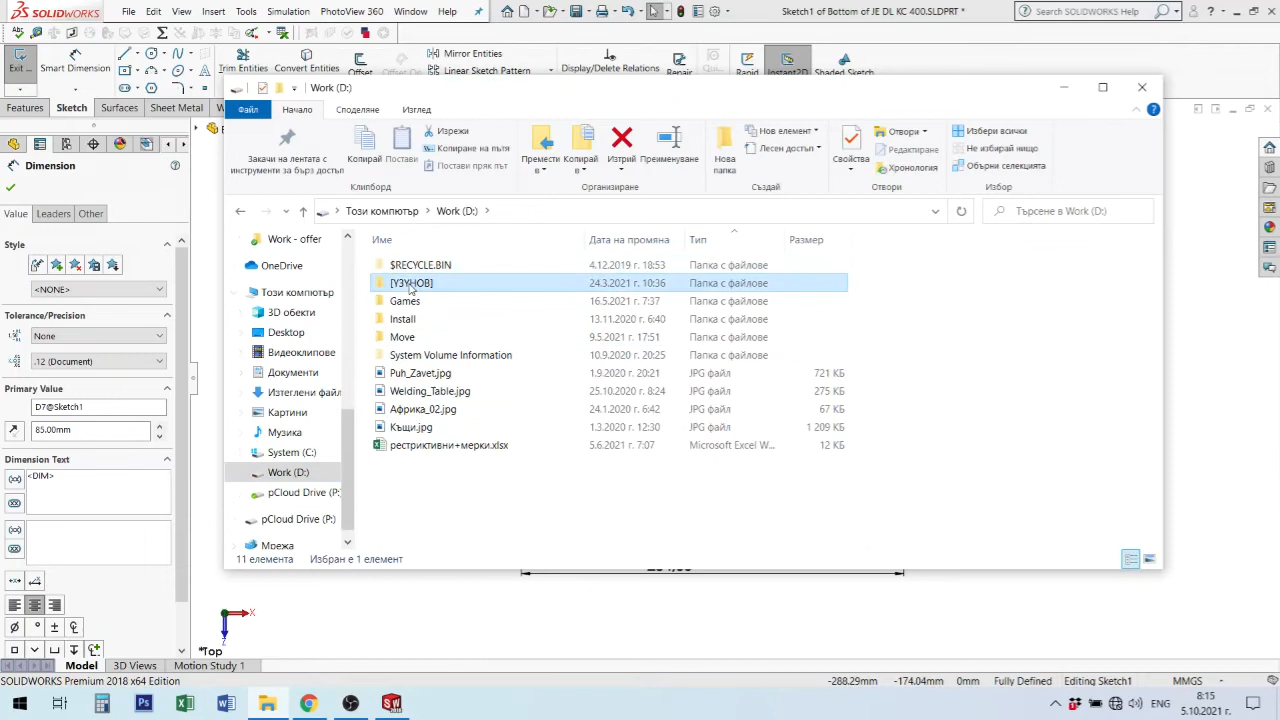 SOLIDWORKS
File Edit View Insert Tools Simulation PhotoView 360 Window Help
Sketch1 of Bottom of JE DL KC 400.SLDPRT *
Search SOLIDWORKS Help
Exit ...
Smart Dimension
Trim Entities
Convert Entities
Offset
Mirror Entities
Linear Sketch Pattern
Display/Delete Relations
Repair
Rapid
Instant2D
Shaded Sketch
Features Sketch Surfaces Sheet Metal
Work (D:)
Файл Начало Споделяне Изглед
Закачи на лентата с инструменти за бърз достъп
Копирай
Постави
Изрежи
Копиране на пътя
Постави пряк път
Клипборд
Премести в
Копирай в
Изтрий
Преименуване
Организиране
Нова папка
Нов елемент
Лесен достъп
Създай
Свойства
Отвори
Редактиране
Хронология
Отвори
Избери всички
Не избирай нищо
Обърни селекцията
Избор
Този компютър Work (D:)
Търсене в Work (D:)
Име Дата на промяна Тип Размер
$RECYCLE.BIN 4.12.2019 г. 18:53 Папка с файлове
24.3.2021 г. 10:36 Папка с файлове
Games 16.5.2021 г. 7:37 Папка с файлове
Install 13.11.2020 г. 6:40 Папка с файлове
Move 9.5.2021 г. 17:51 Папка с файлове
System Volume Information 10.9.2020 г. 20:25 Папка с файлове
Puh_Zavet.jpg 1.9.2020 г. 20:21 JPG файл 721 КБ
Welding_Table.jpg 25.10.2020 г. 8:24 JPG файл 275 КБ
Африка_02.jpg 24.1.2020 г. 6:42 JPG файл 67 КБ
Къщи.jpg 1.3.2020 г. 12:30 JPG файл 1 209 КБ
рестриктивни+мерки.xlsx 5.6.2021 г. 7:07 Microsoft Excel W... 12 КБ
Work - offer
OneDrive
Този компютър
3D обекти
Desktop
Видеоклипове
Документи
Изтеглени файл
Картини
Музика
System (C:)
Work (D:)
pCloud Drive (P:)
pCloud Drive (P:)
Мрежа
11 елемента Избран е 1 елемент
Dimension
Value Leaders Other
Style
<NONE>
Tolerance/Precision
None
.12 (Document)
Primary Value
D7@Sketch1
85.00mm
Dimension Text
<DIM>
X
Z
*Top
Model 3D Views Motion Study 1
SOLIDWORKS Premium 2018 x64 Edition
-288.29mm -174.04mm 0mm Fully Defined Editing Sketch1 MMGS
ENG
8:15
5.10.2021 г.